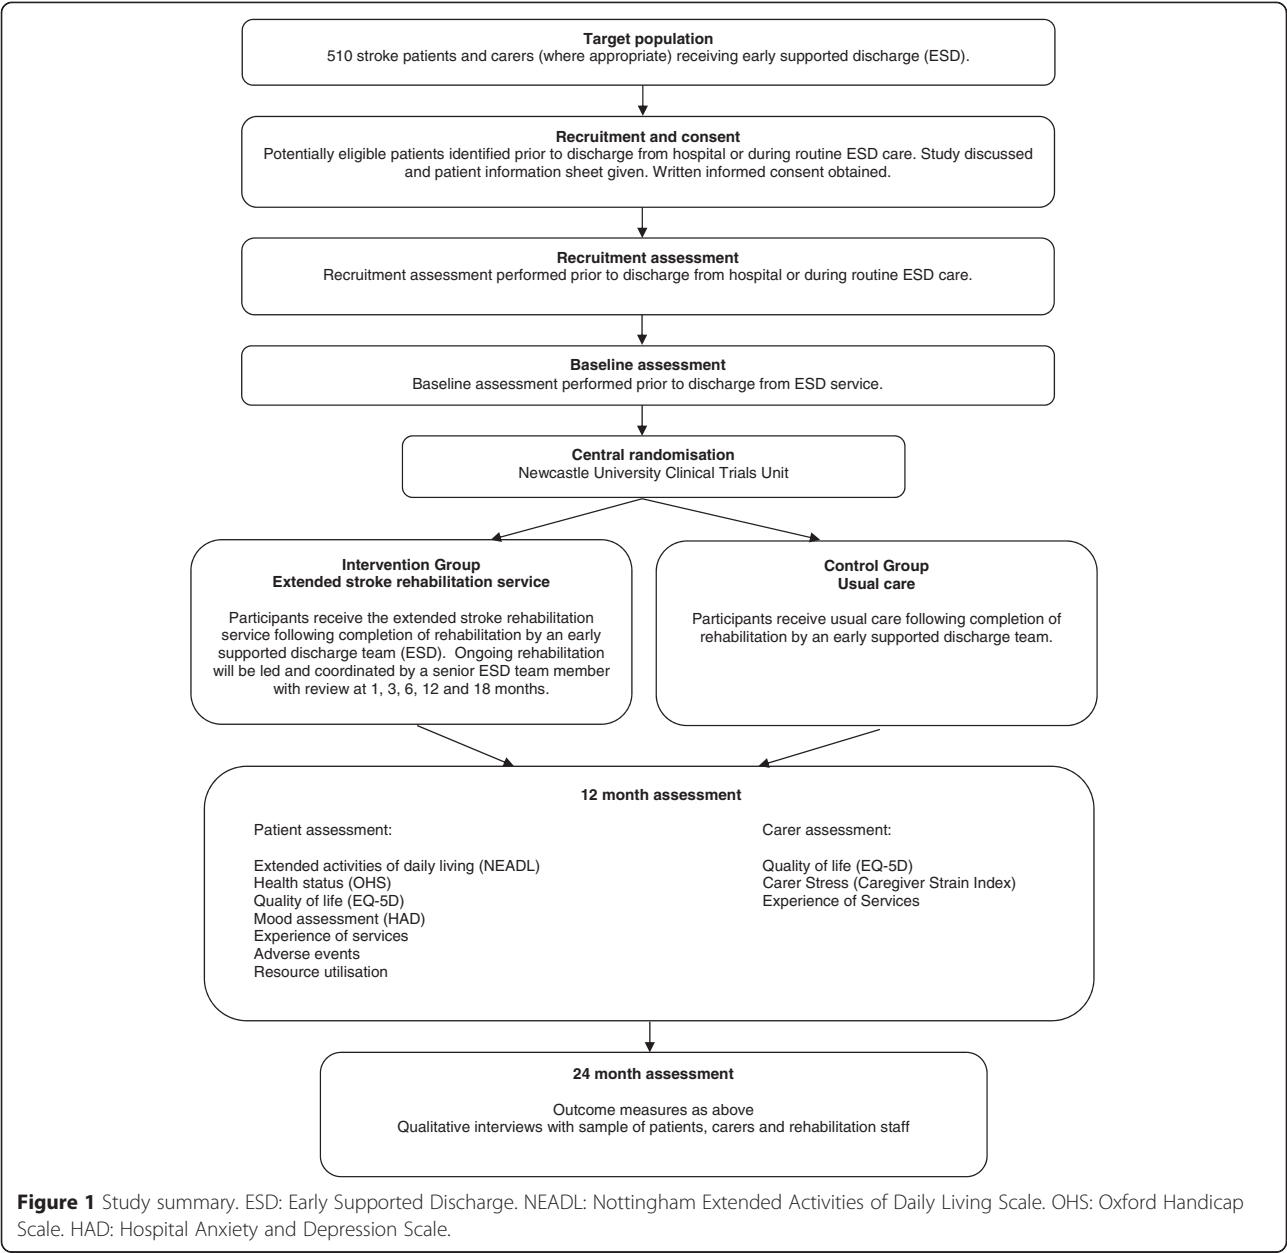 Target population
510 stroke patients and carers (where appropriate) receiving early supported discharge (ESD).
Recruitment and consent
Potentially eligible patients identified prior to discharge from hospital or during routine ESD care. Study discussed
and patient information sheet given. Written informed consent obtained.
Recruitment assessment
Recruitment assessment performed prior to discharge from hospital or during routine ESD care.
Baseline assessment
Baseline assessment performed prior to discharge from ESD service.
Central randomisation
Newcastle University Clinical Trials Unit
Intervention Group
Extended stroke rehabilitation service
Participants receive the extended stroke rehabilitation
service following completion of rehabilitation by an early
supported discharge team (ESD).  Ongoing rehabilitation
will be led and coordinated by a senior ESD team member
with review at 1, 3, 6, 12 and 18 months.
Control Group
Usual care
Participants receive usual care following completion of
rehabilitation by an early supported discharge team.
12 month assessment
Patient assessment:
Extended activities of daily living (NEADL)
Health status (OHS)
Quality of life (EQ-5D)
Mood assessment (HAD)
Experience of services
Adverse events
Resource utilisation
Carer assessment:
Quality of life (EQ-5D)
Carer Stress (Caregiver Strain Index)
Experience of Services
24 month assessment
Outcome measures as above
Qualitative interviews with sample of patients, carers and rehabilitation staff
Figure 1 Study summary. ESD: Early Supported Discharge. NEADL: Nottingham Extended Activities of Daily Living Scale. OHS: Oxford Handicap
Scale. HAD: Hospital Anxiety and Depression Scale.